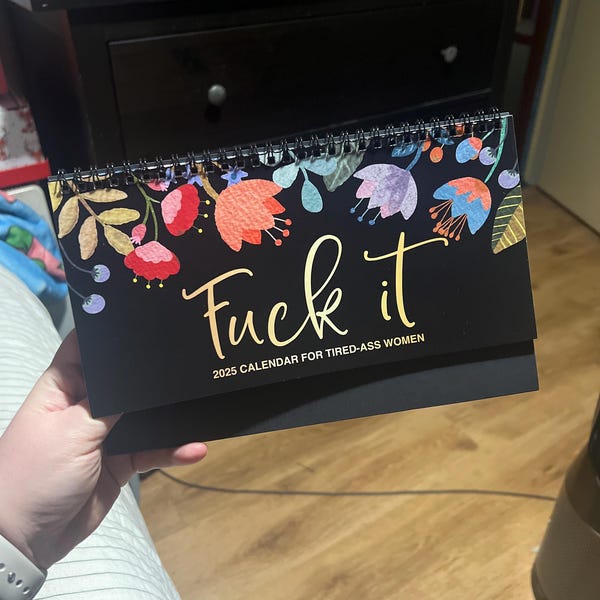 Fuck it
2025 CALENDAR FOR TIRED-ASS WOMEN